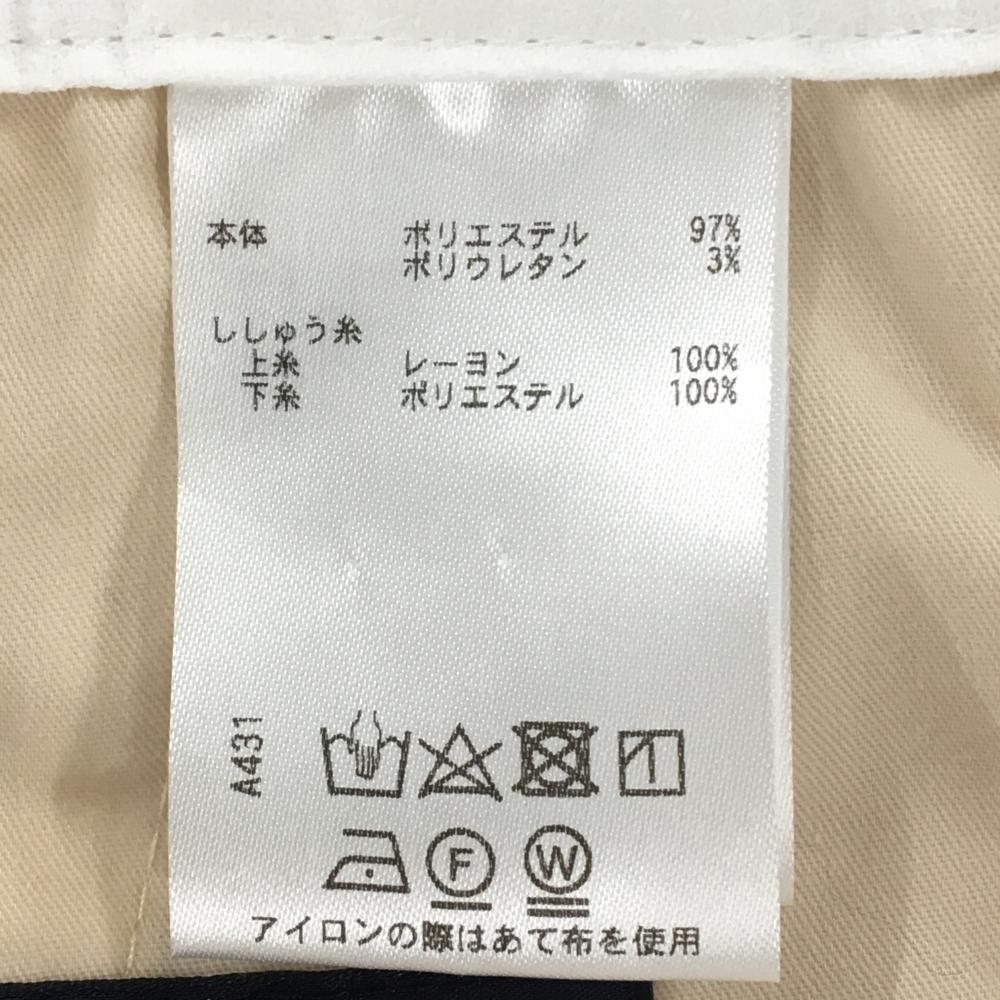 本体 ポリエステル 97%
ポリウレタン 3%
ししゅう糸
上糸 レーヨン 100%
下糸 ポリエステル 100%
A431
F W
アイロンの際はあて布を使用